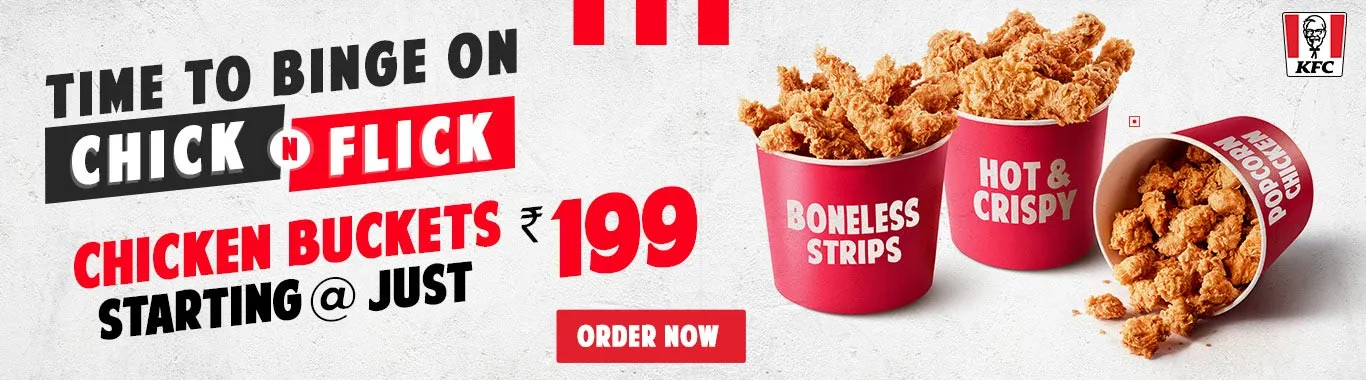 TIME TO BINGE ON
CHICK N FLICK
CHICKEN BUCKETS
STARTING @ JUST
₹199
ORDER NOW
BONELESS
STRIPS
HOT &
CRISPY
POPCORN
CHICKEN
KFC